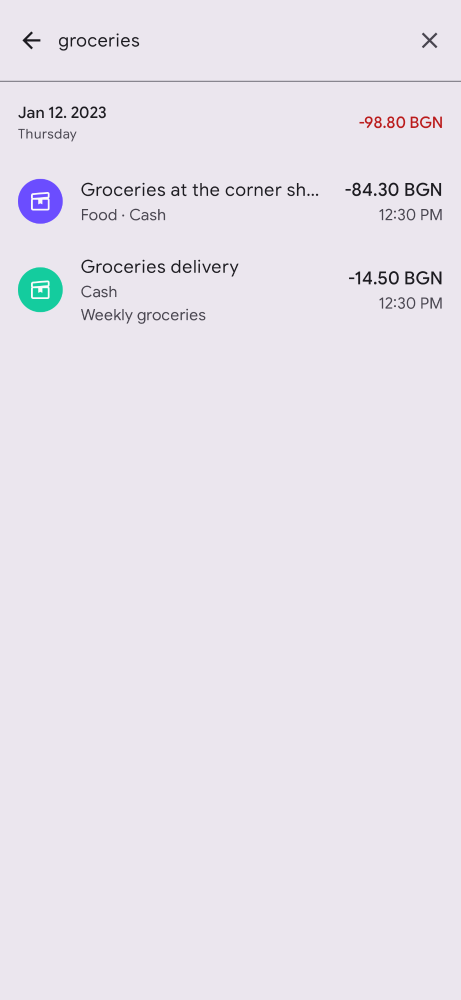 groceries
Jan 12. 2023
Thursday
-98.80 BGN
Groceries at the corner sh...
-84.30 BGN
Food · Cash
12:30 PM
Groceries delivery
-14.50 BGN
Cash
12:30 PM
Weekly groceries